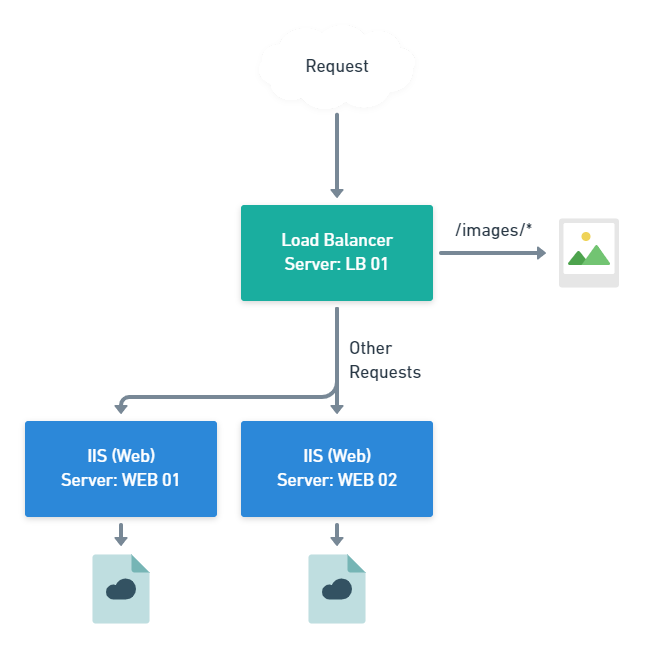 Request
Load Balancer
Server: LB 01
/images/*
Other
Requests
IIS (Web)
Server: WEB 01
IIS (Web)
Server: WEB 02